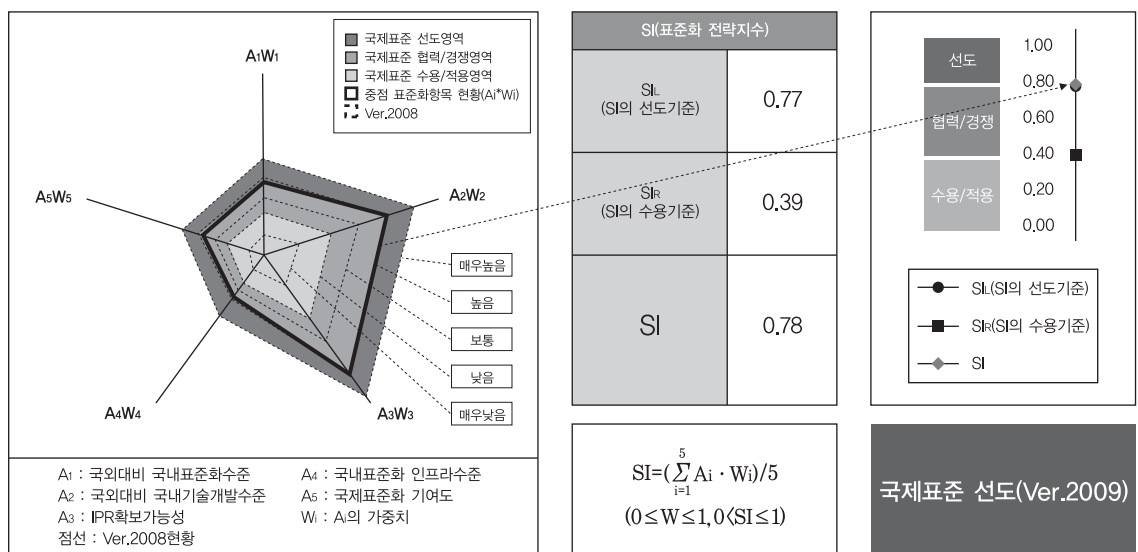 국제표준 선도영역
국제표준 협력/경쟁영역
국제표준 수용/적용영역
중점 표준화항목 현황(Ai*Wi)
Ver.2008
A₁W₁
A₂W₂
A₃W₃
A₄W₄
A₅W₅
매우높음
높음
보통
낮음
매우낮음
A₁ : 국외대비 국내표준화수준
A₂ : 국외대비 국내기술개발수준
A₃ : IPR확보가능성
점선 : Ver.2008현황
A₄ : 국내표준화 인프라수준
A₅ : 국제표준화 기여도
Wᵢ : Aᵢ의 가중치
SI(표준화 전략지수)
SIL
(SI의 선도기준)
0.77
SIR
(SI의 수용기준)
0.39
SI
0.78
SI=(∑Ai · Wi)/5
5
i=1
(0≤W≤1,0〈SI≤1)
선도
협력/경쟁
수용/적용
1.00
0.80
0.60
0.40
0.20
0.00
SIL(SI의 선도기준)
SIR(SI의 수용기준)
SI
국제표준 선도(Ver.2009)